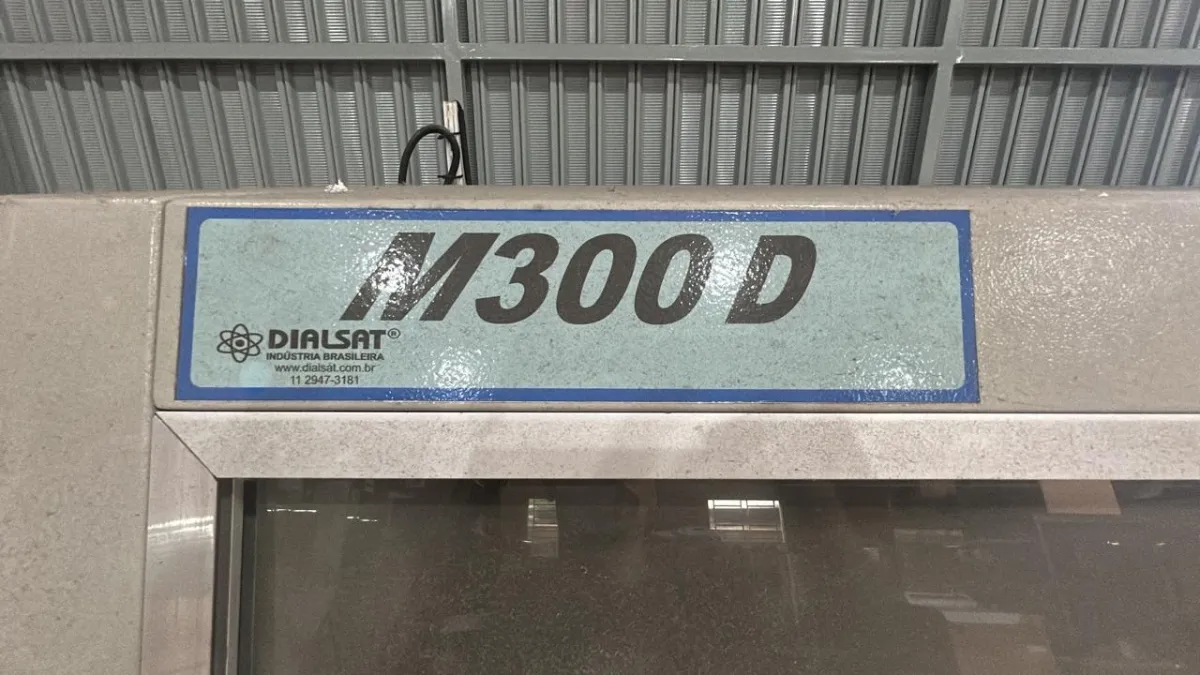 M300 D
DIALSAT®
INDÚSTRIA BRASILEIRA
www.dialsat.com.br
11 2947-3181